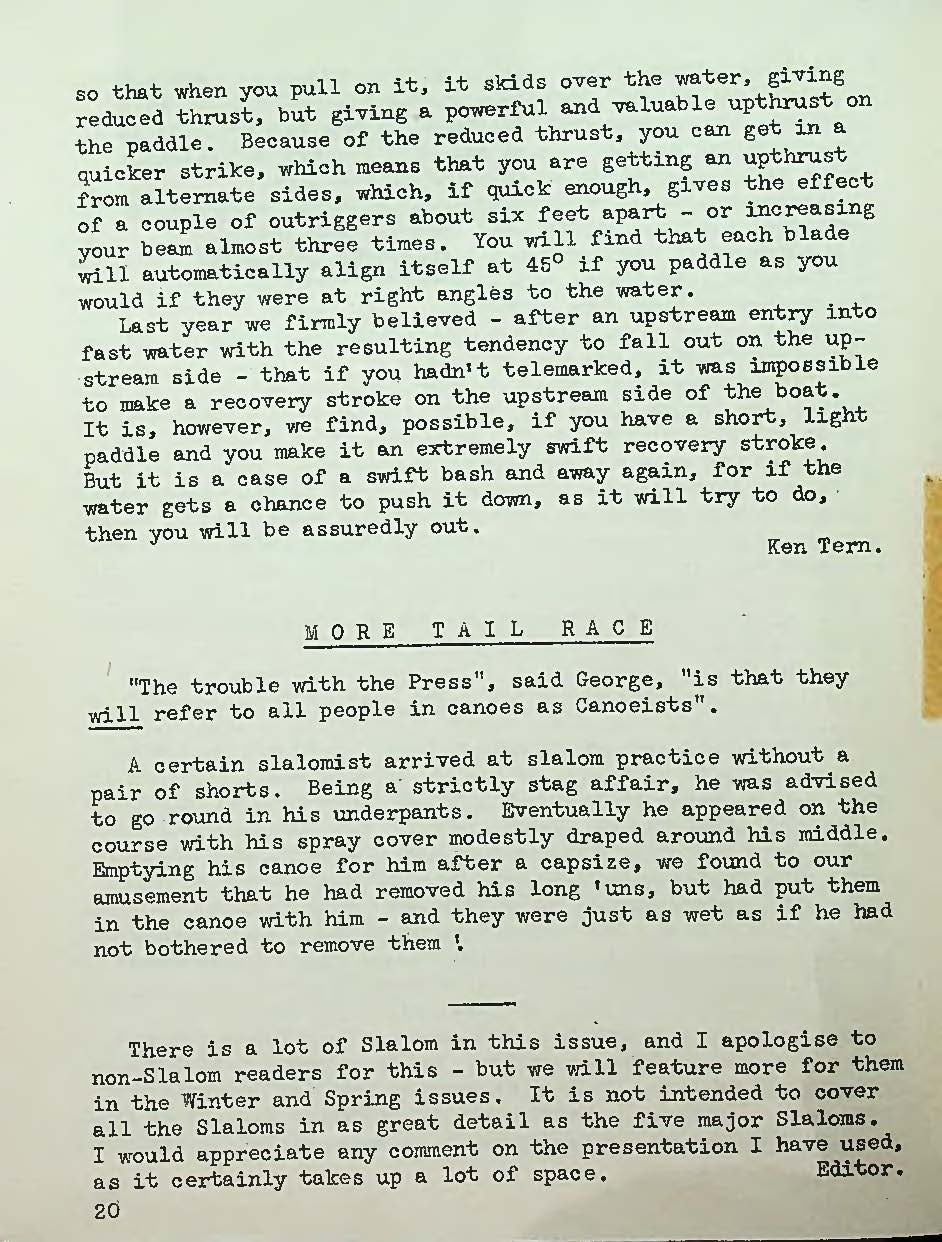 so that when you pull on it, it skids over the water, giving
reduced thrust, but giving a powerful and valuable upthrust on
the paddle. Because of the reduced thrust, you can get in a
quicker strike, which means that you are getting an upthrust
from alternate sides, which, if quick enough, gives the effect
of a couple of outriggers about six feet apart - or increasing
your beam almost three times. You will find that each blade
will automatically align itself at 45° if you paddle as you
would if they were at right angles to the water.
Last year we firmly believed - after an upstream entry into
fast water with the resulting tendency to fall out on the up-
stream side - that if you hadn't telemarked, it was impossible
to make a recovery stroke on the upstream side of the boat.
It is, however, we find, possible, if you have a short, light
paddle and you make it an extremely swift recovery stroke.
But it is a case of a swift bash and away again, for if the
water gets a chance to push it down, as it will try to do,
then you will be assuredly out.
Ken Tern.
MORE TAIL RACE
"The trouble with the Press", said George, "is that they
will refer to all people in canoes as Canoeists".
A certain slalomist arrived at slalom practice without a
pair of shorts. Being a strictly stag affair, he was advised
to go round in his underpants. Eventually he appeared on the
course with his spray cover modestly draped around his middle.
Emptying his canoe for him after a capsize, we found to our
amusement that he had removed his long 'uns, but had put them
in the canoe with him - and they were just as wet as if he had
not bothered to remove them !
There is a lot of Slalom in this issue, and I apologise to
non-Slalom readers for this - but we will feature more for them
in the Winter and Spring issues. It is not intended to cover
all the Slaloms in as great detail as the five major Slaloms.
I would appreciate any comment on the presentation I have used,
as it certainly takes up a lot of space. Editor.
20